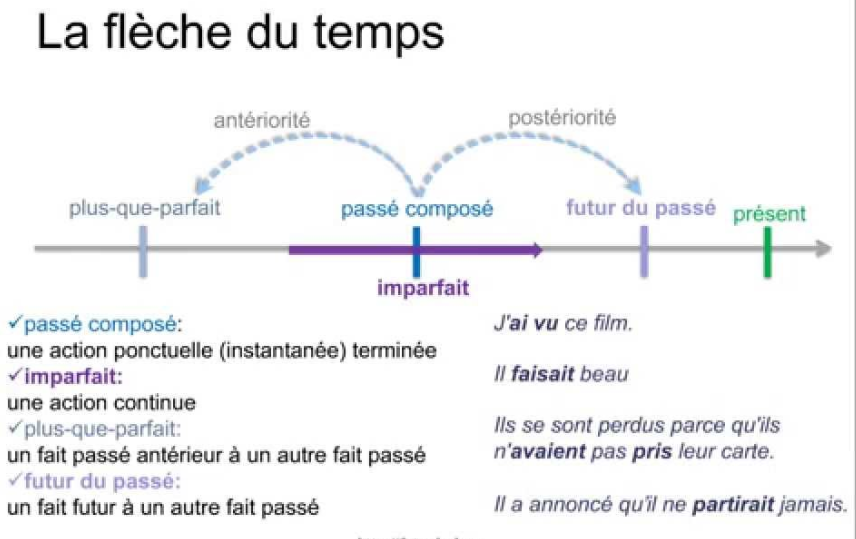 La flèche du temps
antériorité
postériorité
plus-que-parfait
passé composé
futur du passé
présent
imparfait
✓passé composé:
une action ponctuelle (instantanée) terminée
J'ai vu ce film.
✓imparfait:
une action continue
Il faisait beau
✓plus-que-parfait:
un fait passé antérieur à un autre fait passé
Ils se sont perdus parce qu'ils
n'avaient pas pris leur carte.
✓futur du passé:
un fait futur à un autre fait passé
Il a annoncé qu'il ne partirait jamais.